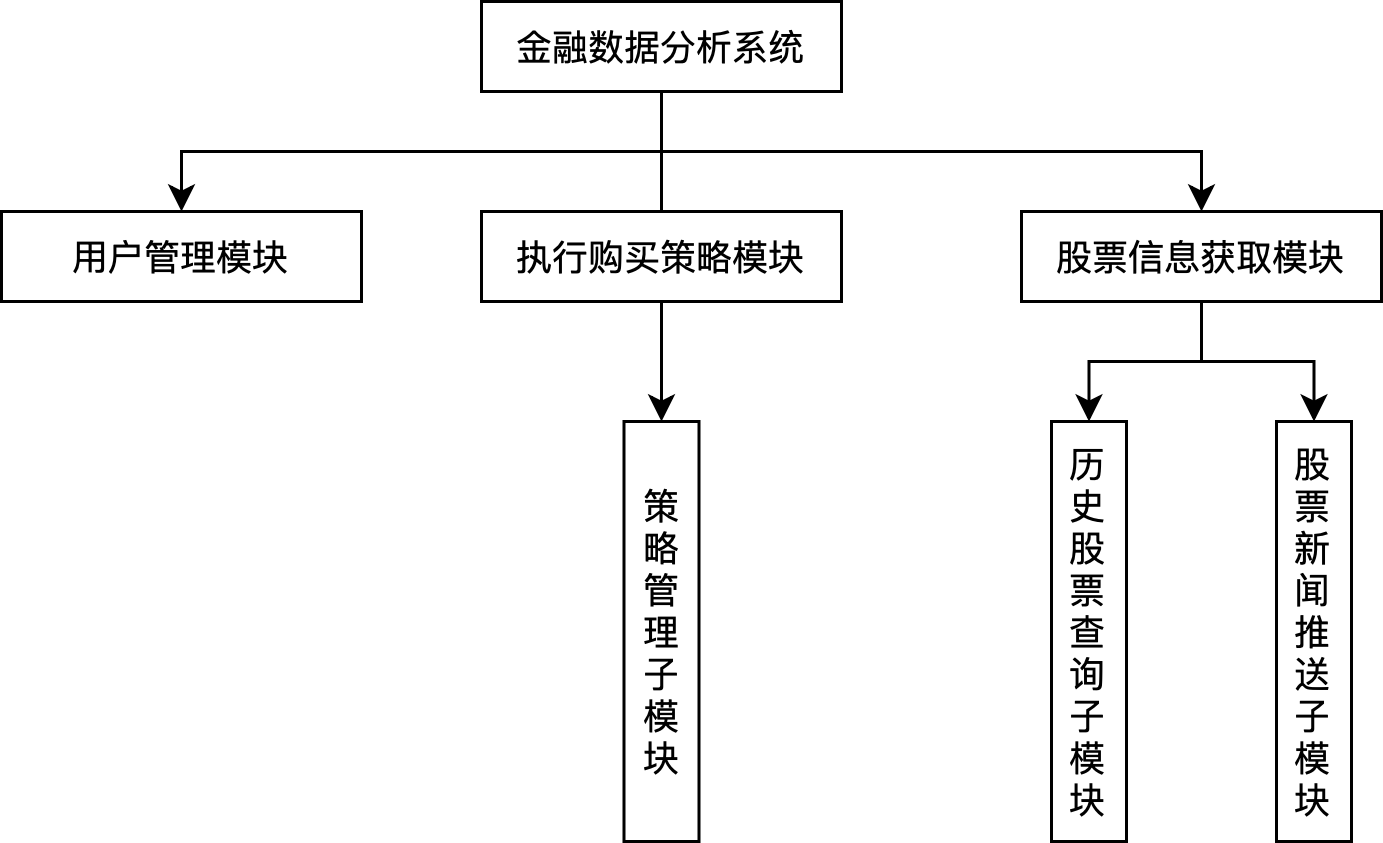 金融数据分析系统
用户管理模块
执行购买策略模块
股票信息获取模块
策略管理子模块
历史股票查询子模块
股票新闻推送子模块